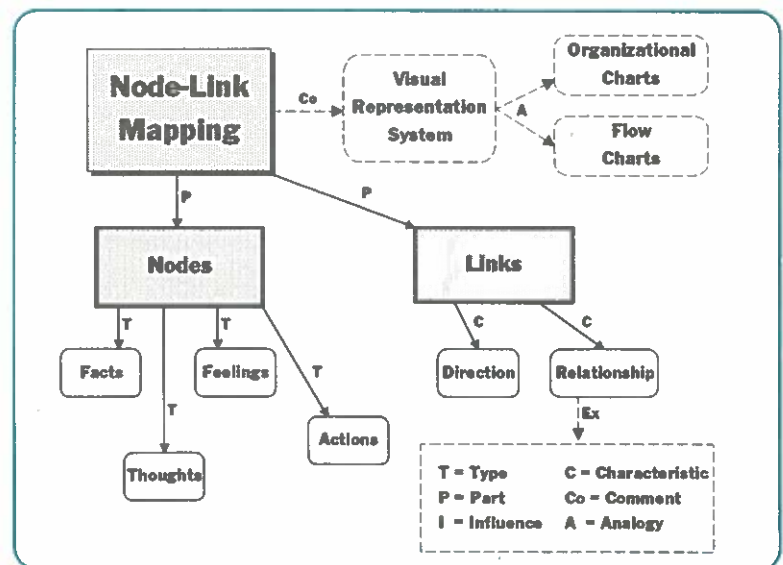 Node-Link
Mapping
Co
Visual
Representation
System
A
Organizational
Charts
Flow
Charts
P
P
Nodes
Links
T
T
T
T
C
C
Facts
Feelings
Thoughts
Actions
Direction
Relationship
Ex
T = Type
C = Characteristic
P = Part
Co = Comment
I = Influence
A = Analogy